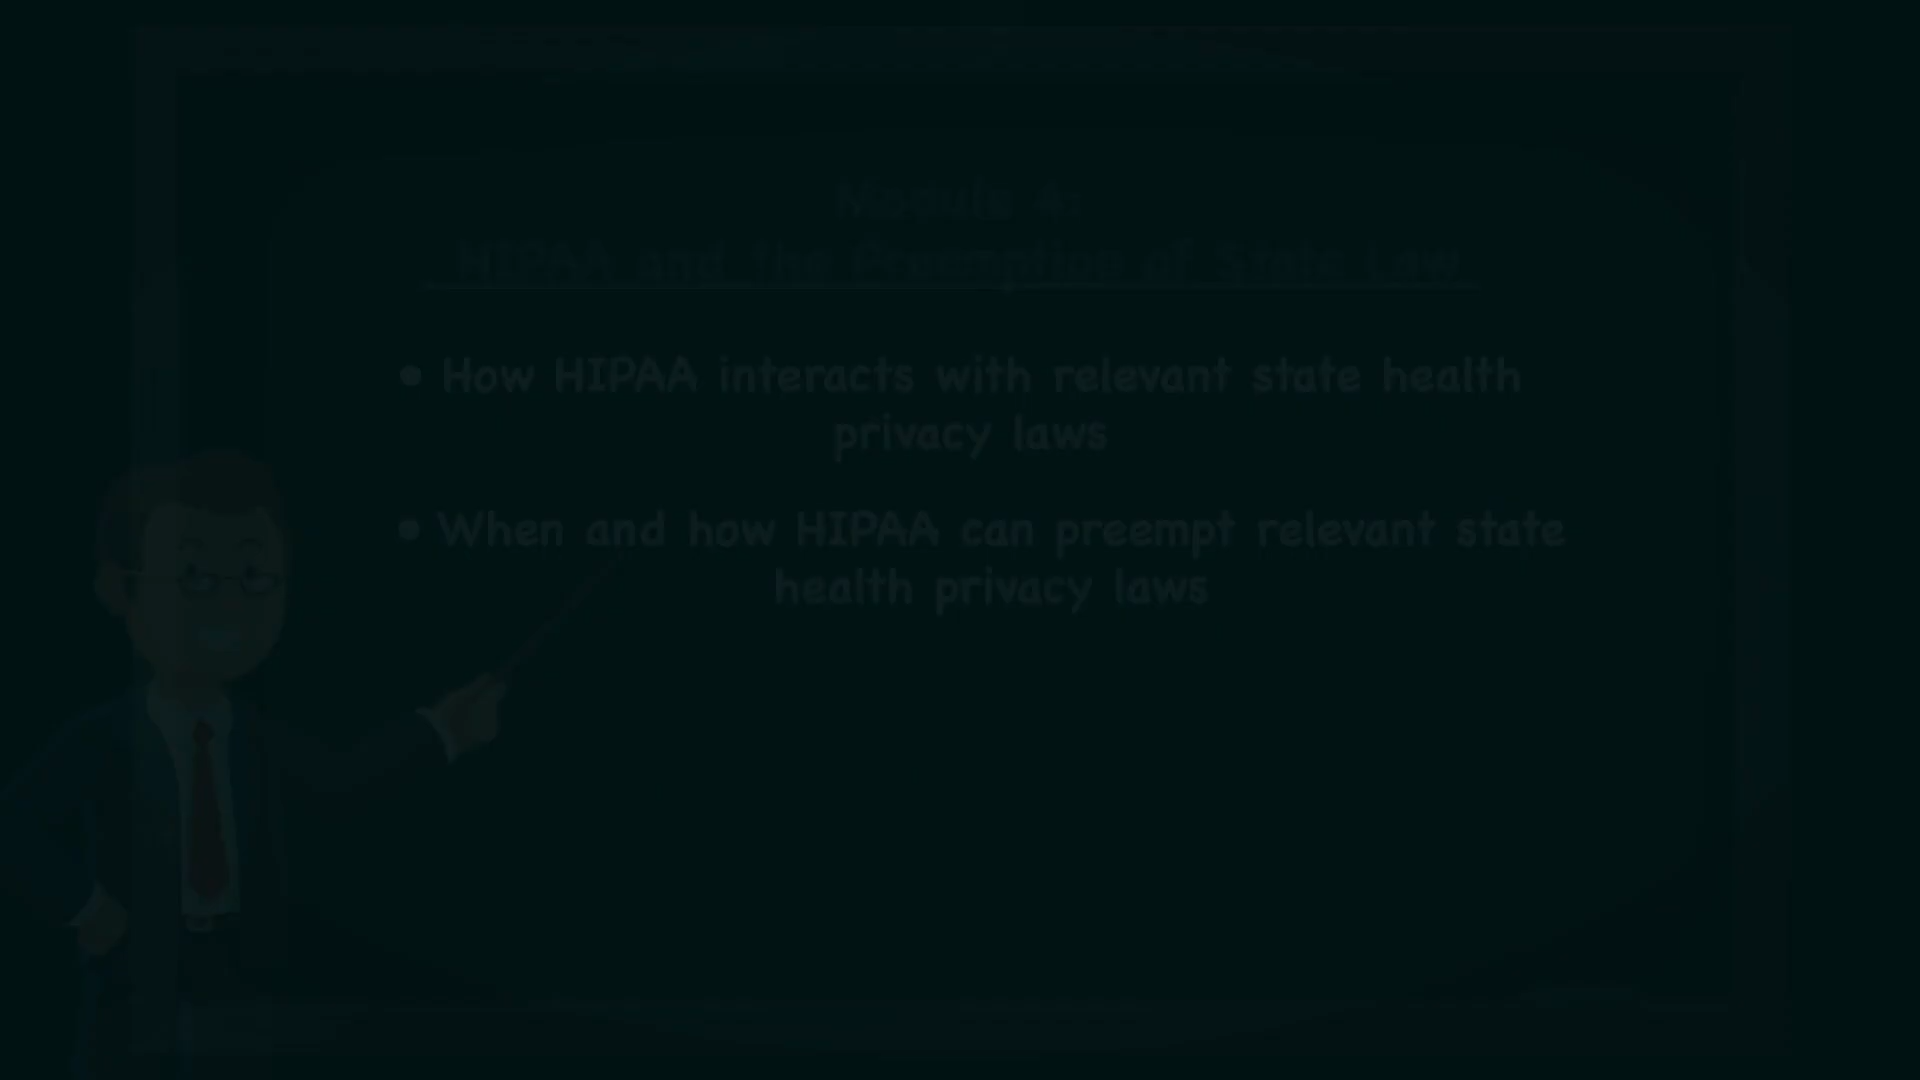 Module 4:
HIPAA and the Preemption of State Law
• How HIPAA interacts with relevant state health
privacy laws
• When and how HIPAA can preempt relevant state
health privacy laws